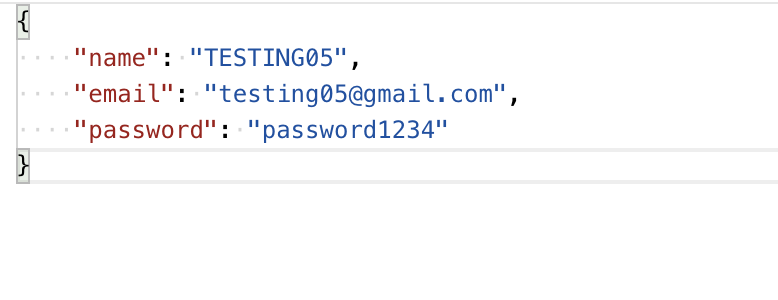 {
    "name": "TESTING05",
    "email": "testing05@gmail.com",
    "password": "password1234"
}